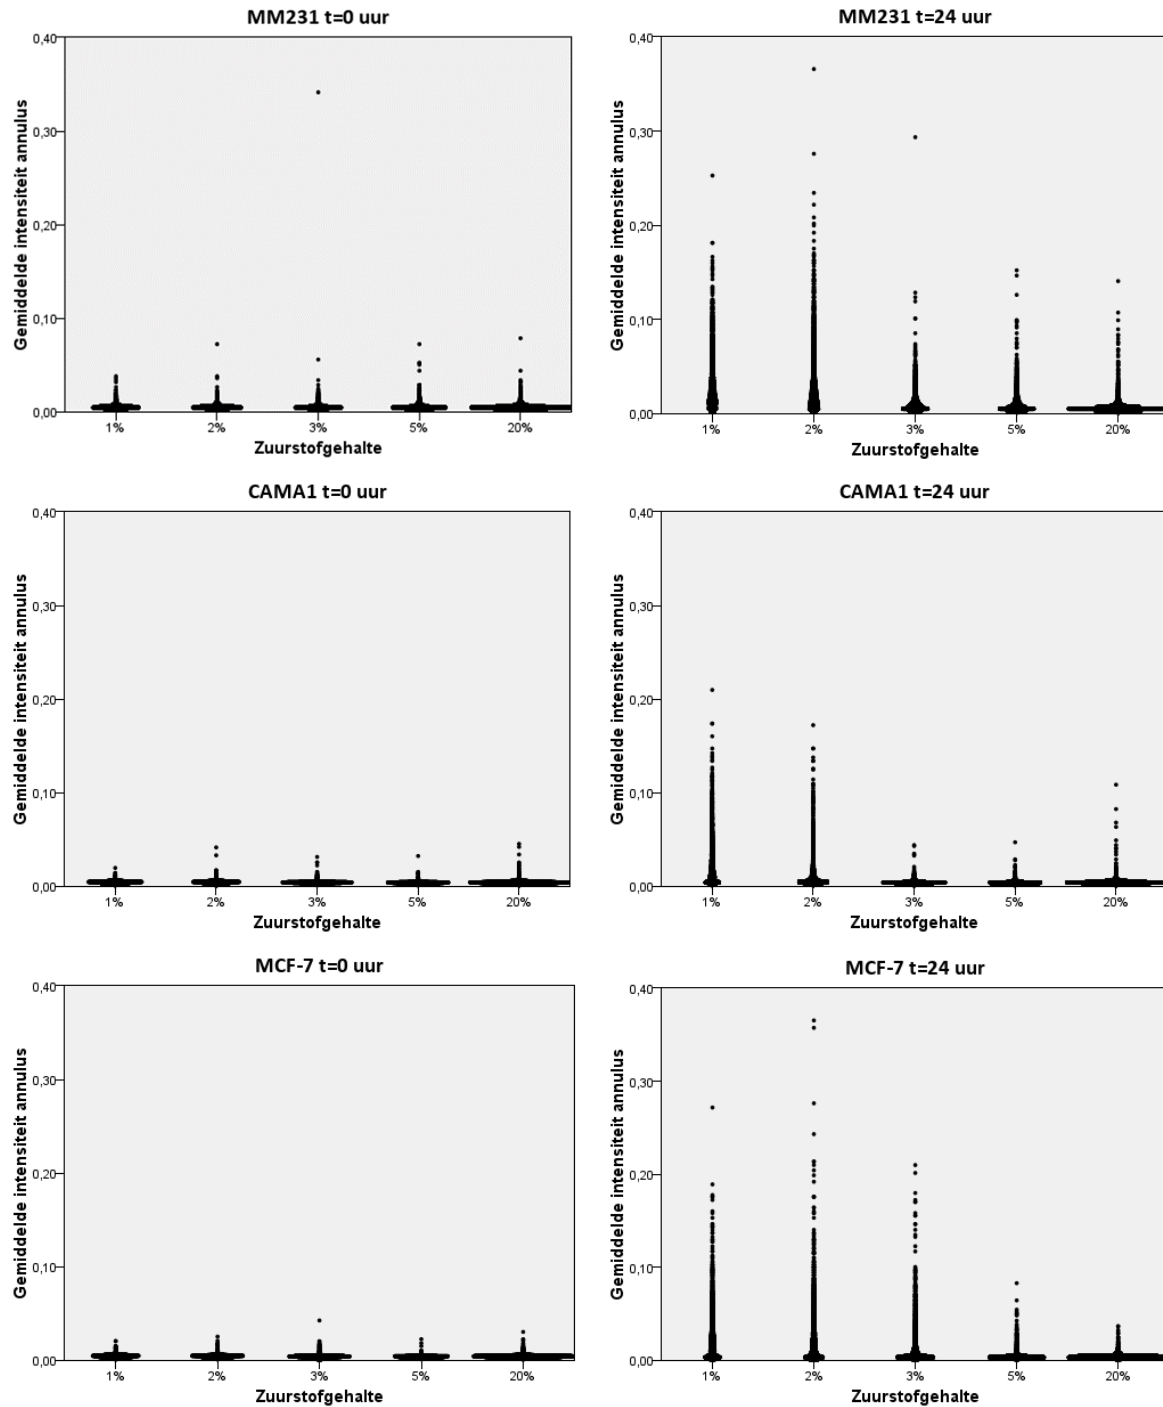 MM231 t=0 uur
Gemiddelde intensiteit annulus
0,40
0,30
0,20
0,10
0,00
1% 2% 3% 5% 20%
Zuurstofgehalte
MM231 t=24 uur
Gemiddelde intensiteit annulus
0,40
0,30
0,20
0,10
0,00
1% 2% 3% 5% 20%
Zuurstofgehalte
CAMA1 t=0 uur
Gemiddelde intensiteit annulus
0,40
0,30
0,20
0,10
0,00
1% 2% 3% 5% 20%
Zuurstofgehalte
CAMA1 t=24 uur
Gemiddelde intensiteit annulus
0,40
0,30
0,20
0,10
0,00
1% 2% 3% 5% 20%
Zuurstofgehalte
MCF-7 t=0 uur
Gemiddelde intensiteit annulus
0,40
0,30
0,20
0,10
0,00
1% 2% 3% 5% 20%
Zuurstofgehalte
MCF-7 t=24 uur
Gemiddelde intensiteit annulus
0,40
0,30
0,20
0,10
0,00
1% 2% 3% 5% 20%
Zuurstofgehalte